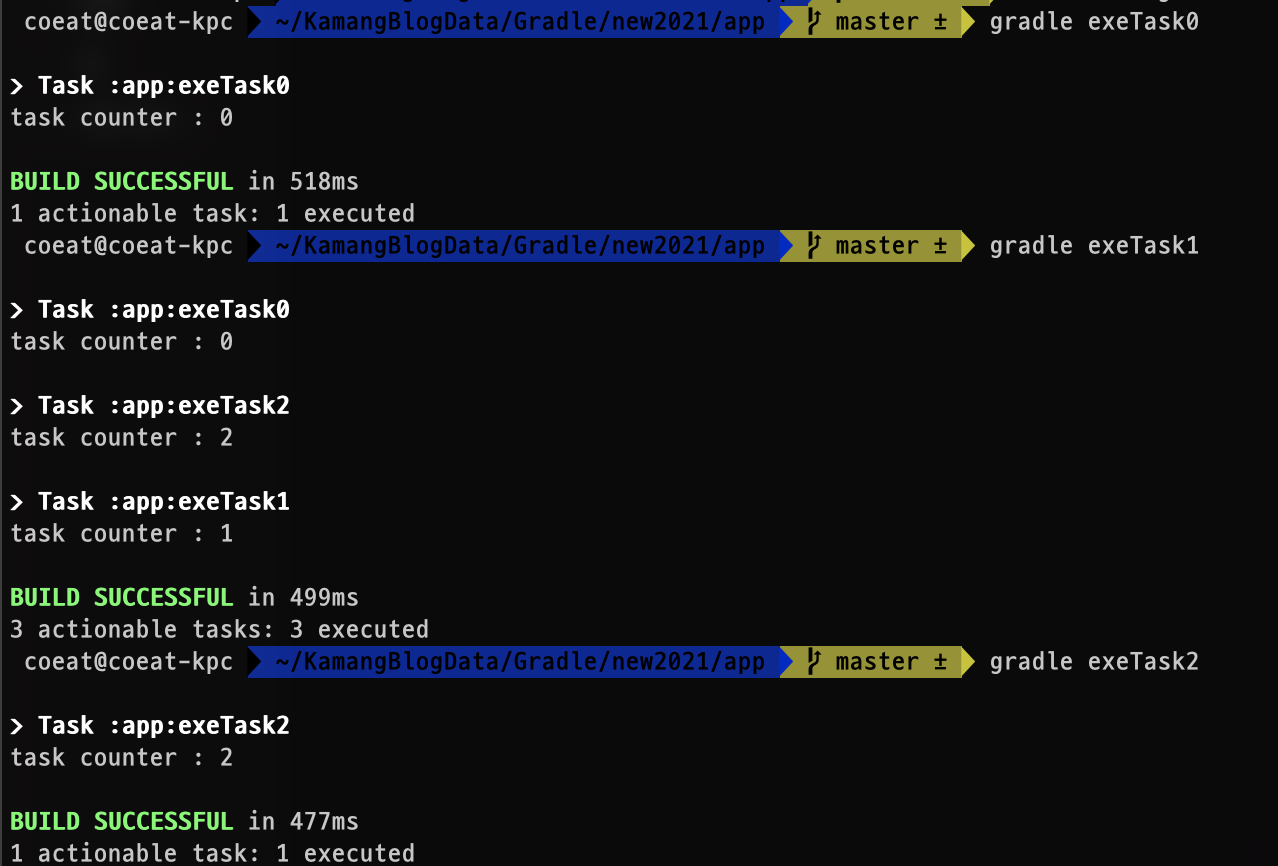 coeat@coeat-kpc ~/KamangBlogData/Gradle/new2021/app master ± gradle exeTask0
> Task :app:exeTask0
task counter : 0
BUILD SUCCESSFUL in 518ms
1 actionable task: 1 executed
coeat@coeat-kpc ~/KamangBlogData/Gradle/new2021/app master ± gradle exeTask1
> Task :app:exeTask0
task counter : 0
> Task :app:exeTask2
task counter : 2
> Task :app:exeTask1
task counter : 1
BUILD SUCCESSFUL in 499ms
3 actionable tasks: 3 executed
coeat@coeat-kpc ~/KamangBlogData/Gradle/new2021/app master ± gradle exeTask2
> Task :app:exeTask2
task counter : 2
BUILD SUCCESSFUL in 477ms
1 actionable task: 1 executed